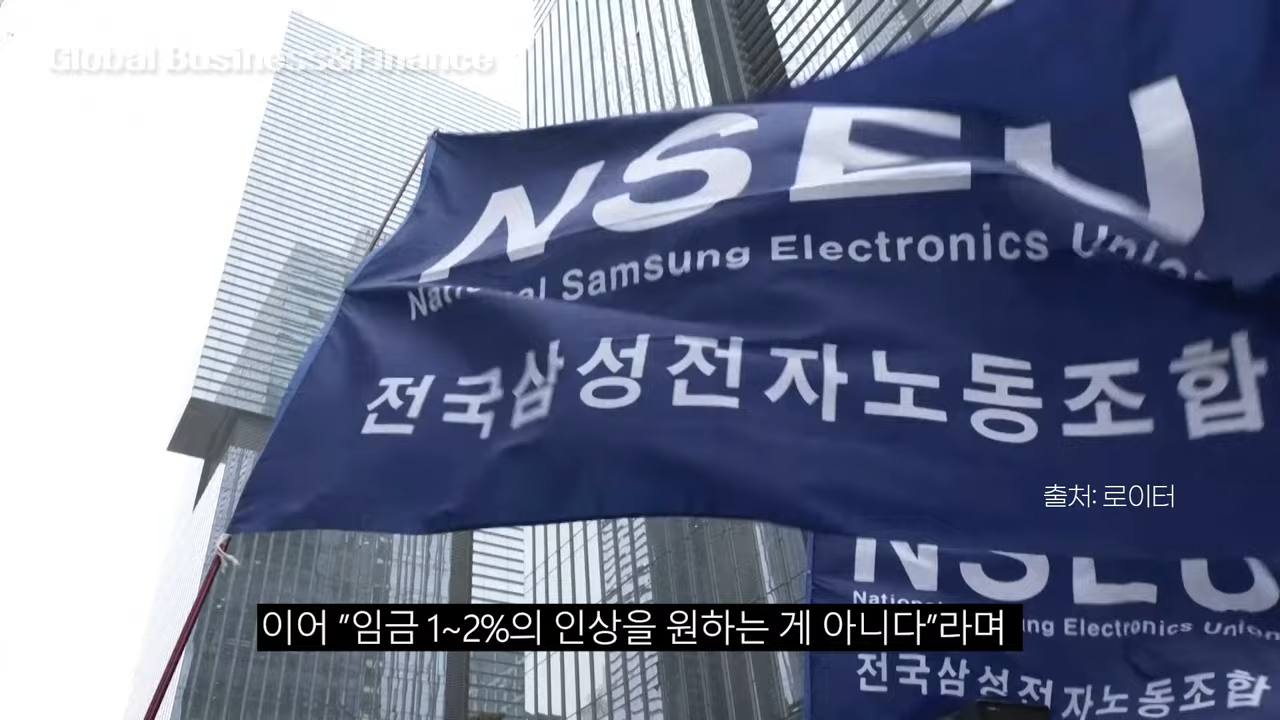 Global Business&Finance
NSEU
National Samsung Electronics Union
전국삼성전자노동조합
출처: 로이터
NSEU
이어 "임금 1~2%의 인상을 원하는 게 아니다"라며
Electronics Union
전국삼성전자노동조합